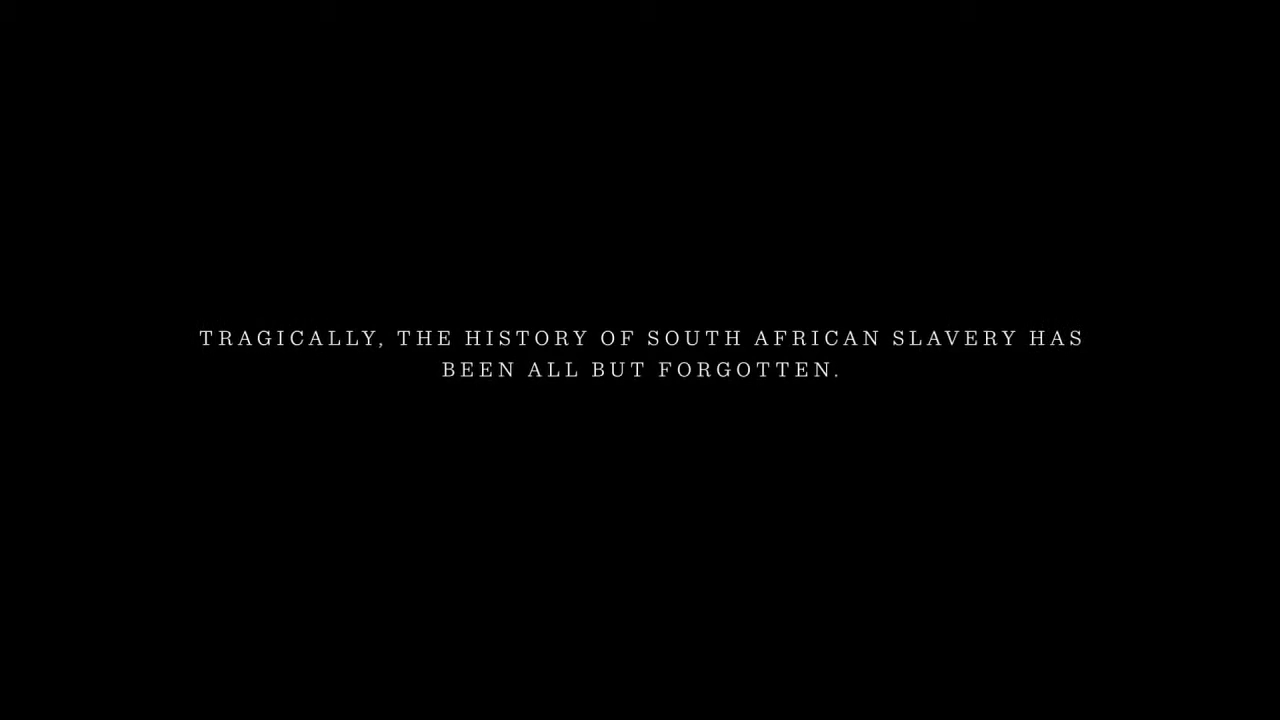 TRAGICALLY, THE HISTORY OF SOUTH AFRICAN SLAVERY HAS
BEEN ALL BUT FORGOTTEN.